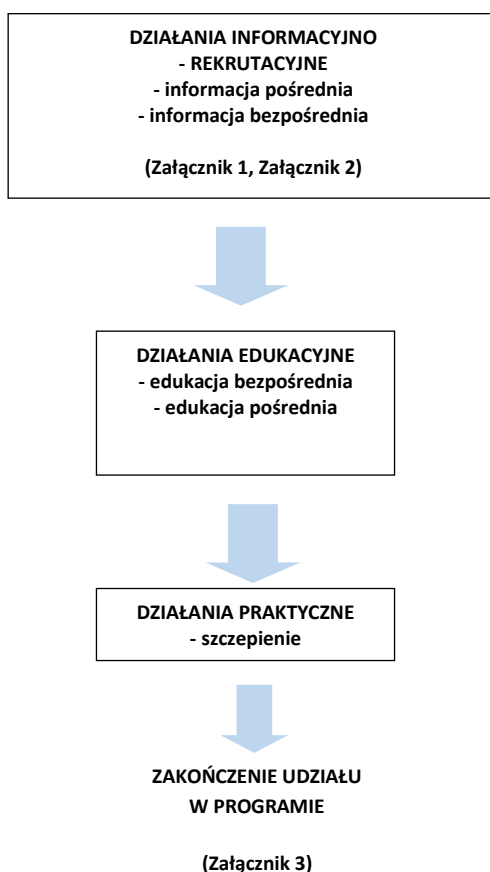 DZIAŁANIA INFORMACYJNO
- REKRUTACYJNE
- informacja pośrednia
- informacja bezpośrednia
(Załącznik 1, Załącznik 2)
DZIAŁANIA EDUKACYJNE
- edukacja bezpośrednia
- edukacja pośrednia
DZIAŁANIA PRAKTYCZNE
- szczepienie
ZAKOŃCZENIE UDZIAŁU
W PROGRAMIE
(Załącznik 3)